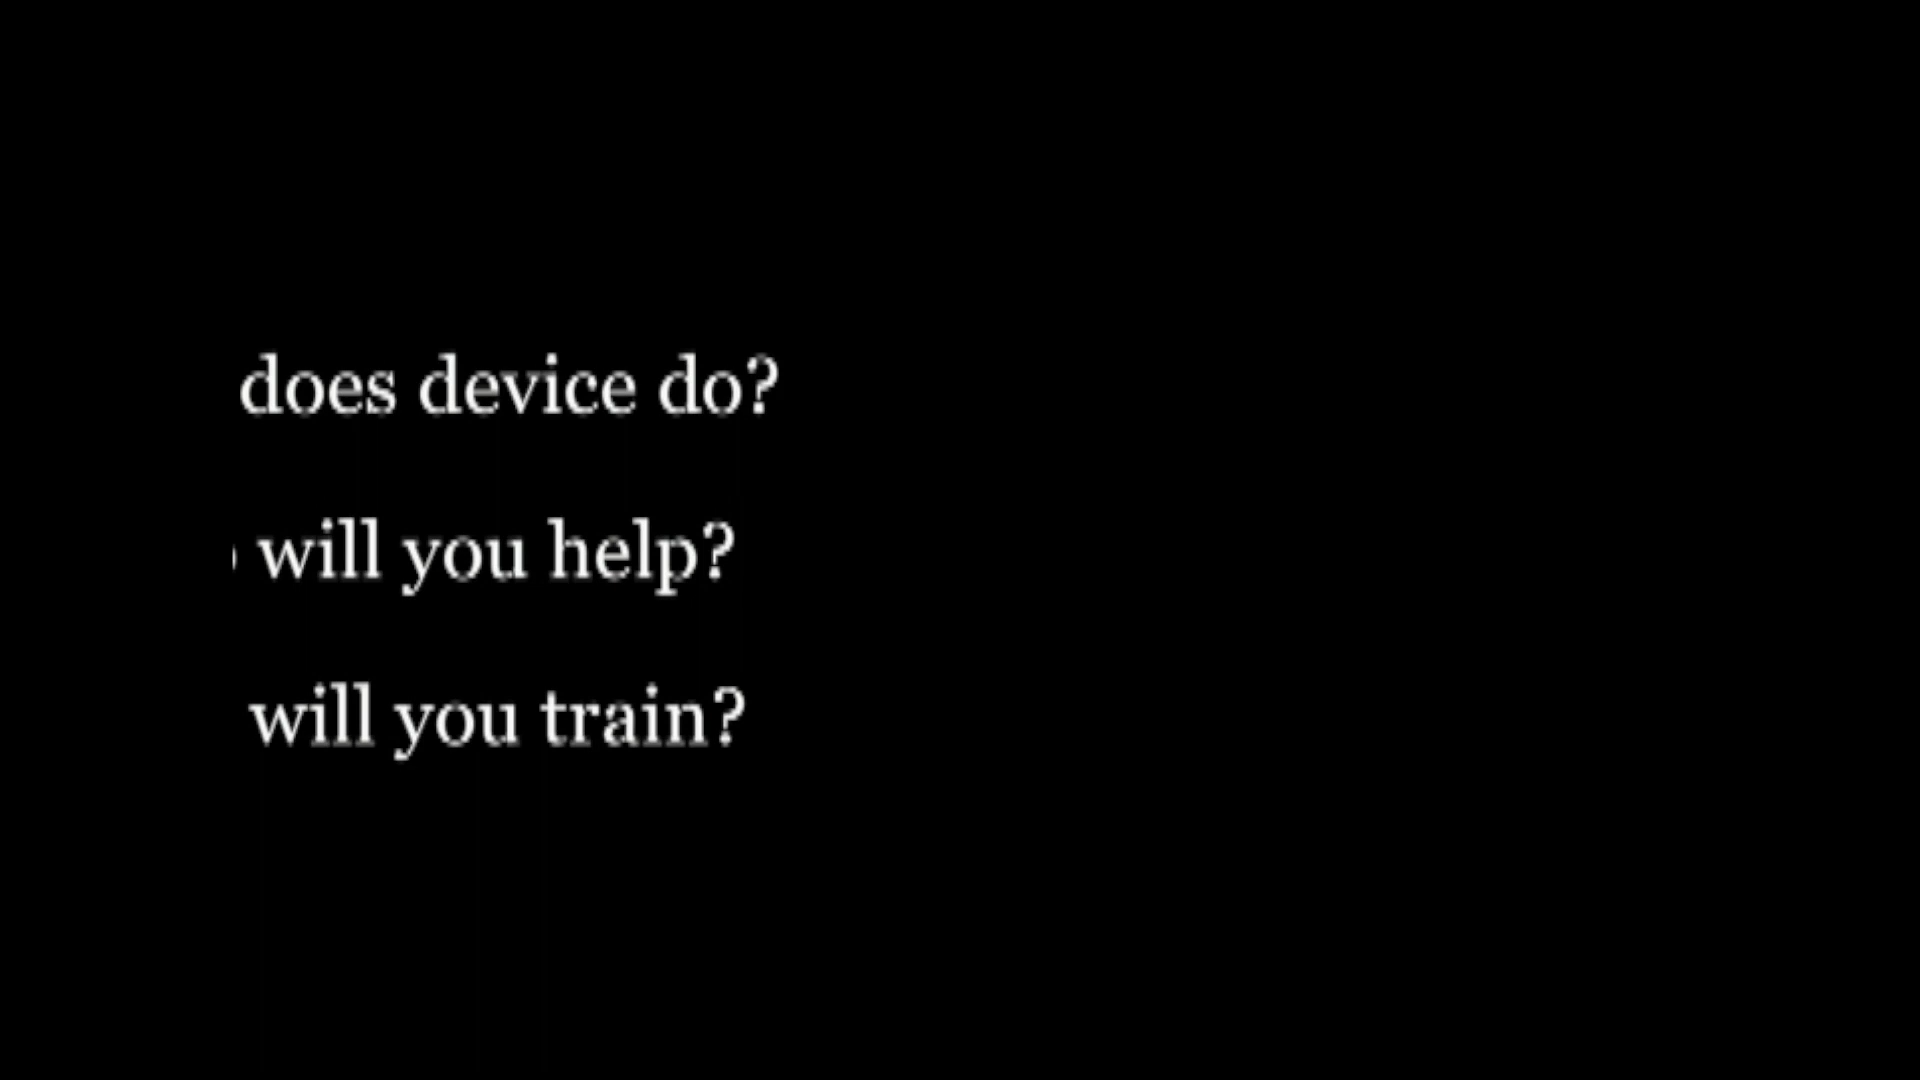 does device do?
will you help?
will you train?